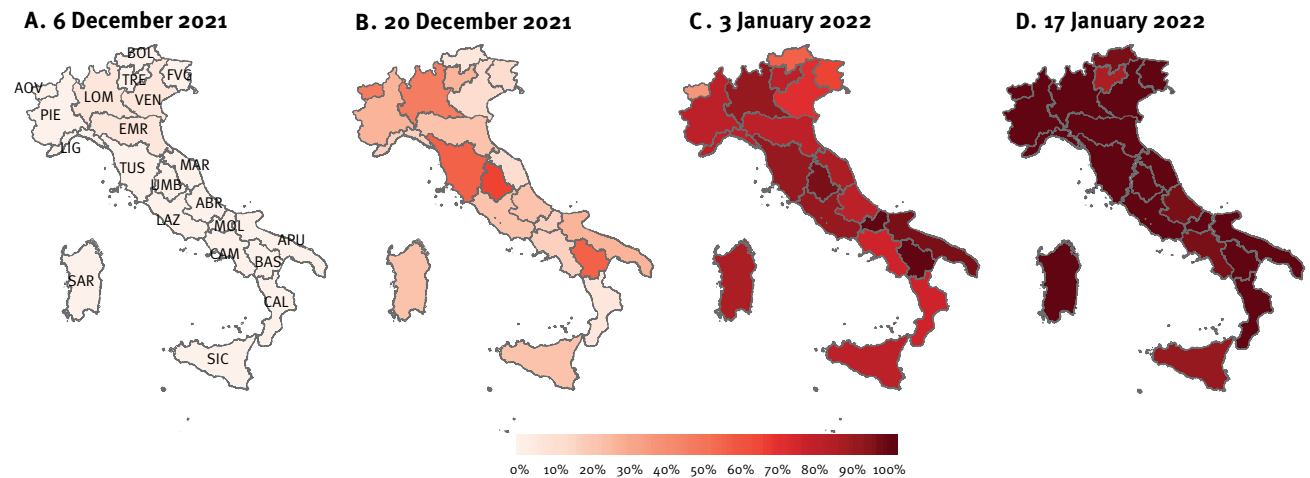 A. 6 December 2021
B. 20 December 2021
C. 3 January 2022
D. 17 January 2022
BOL
TRE
FVG
AOV
LOM
VEN
PIE
EMR
LIG
TUS
MAR
UMB
ABR
LAZ
MOL
APU
CAM
BAS
SAR
CAL
SIC
0% 10% 20% 30% 40% 50% 60% 70% 80% 90% 100%